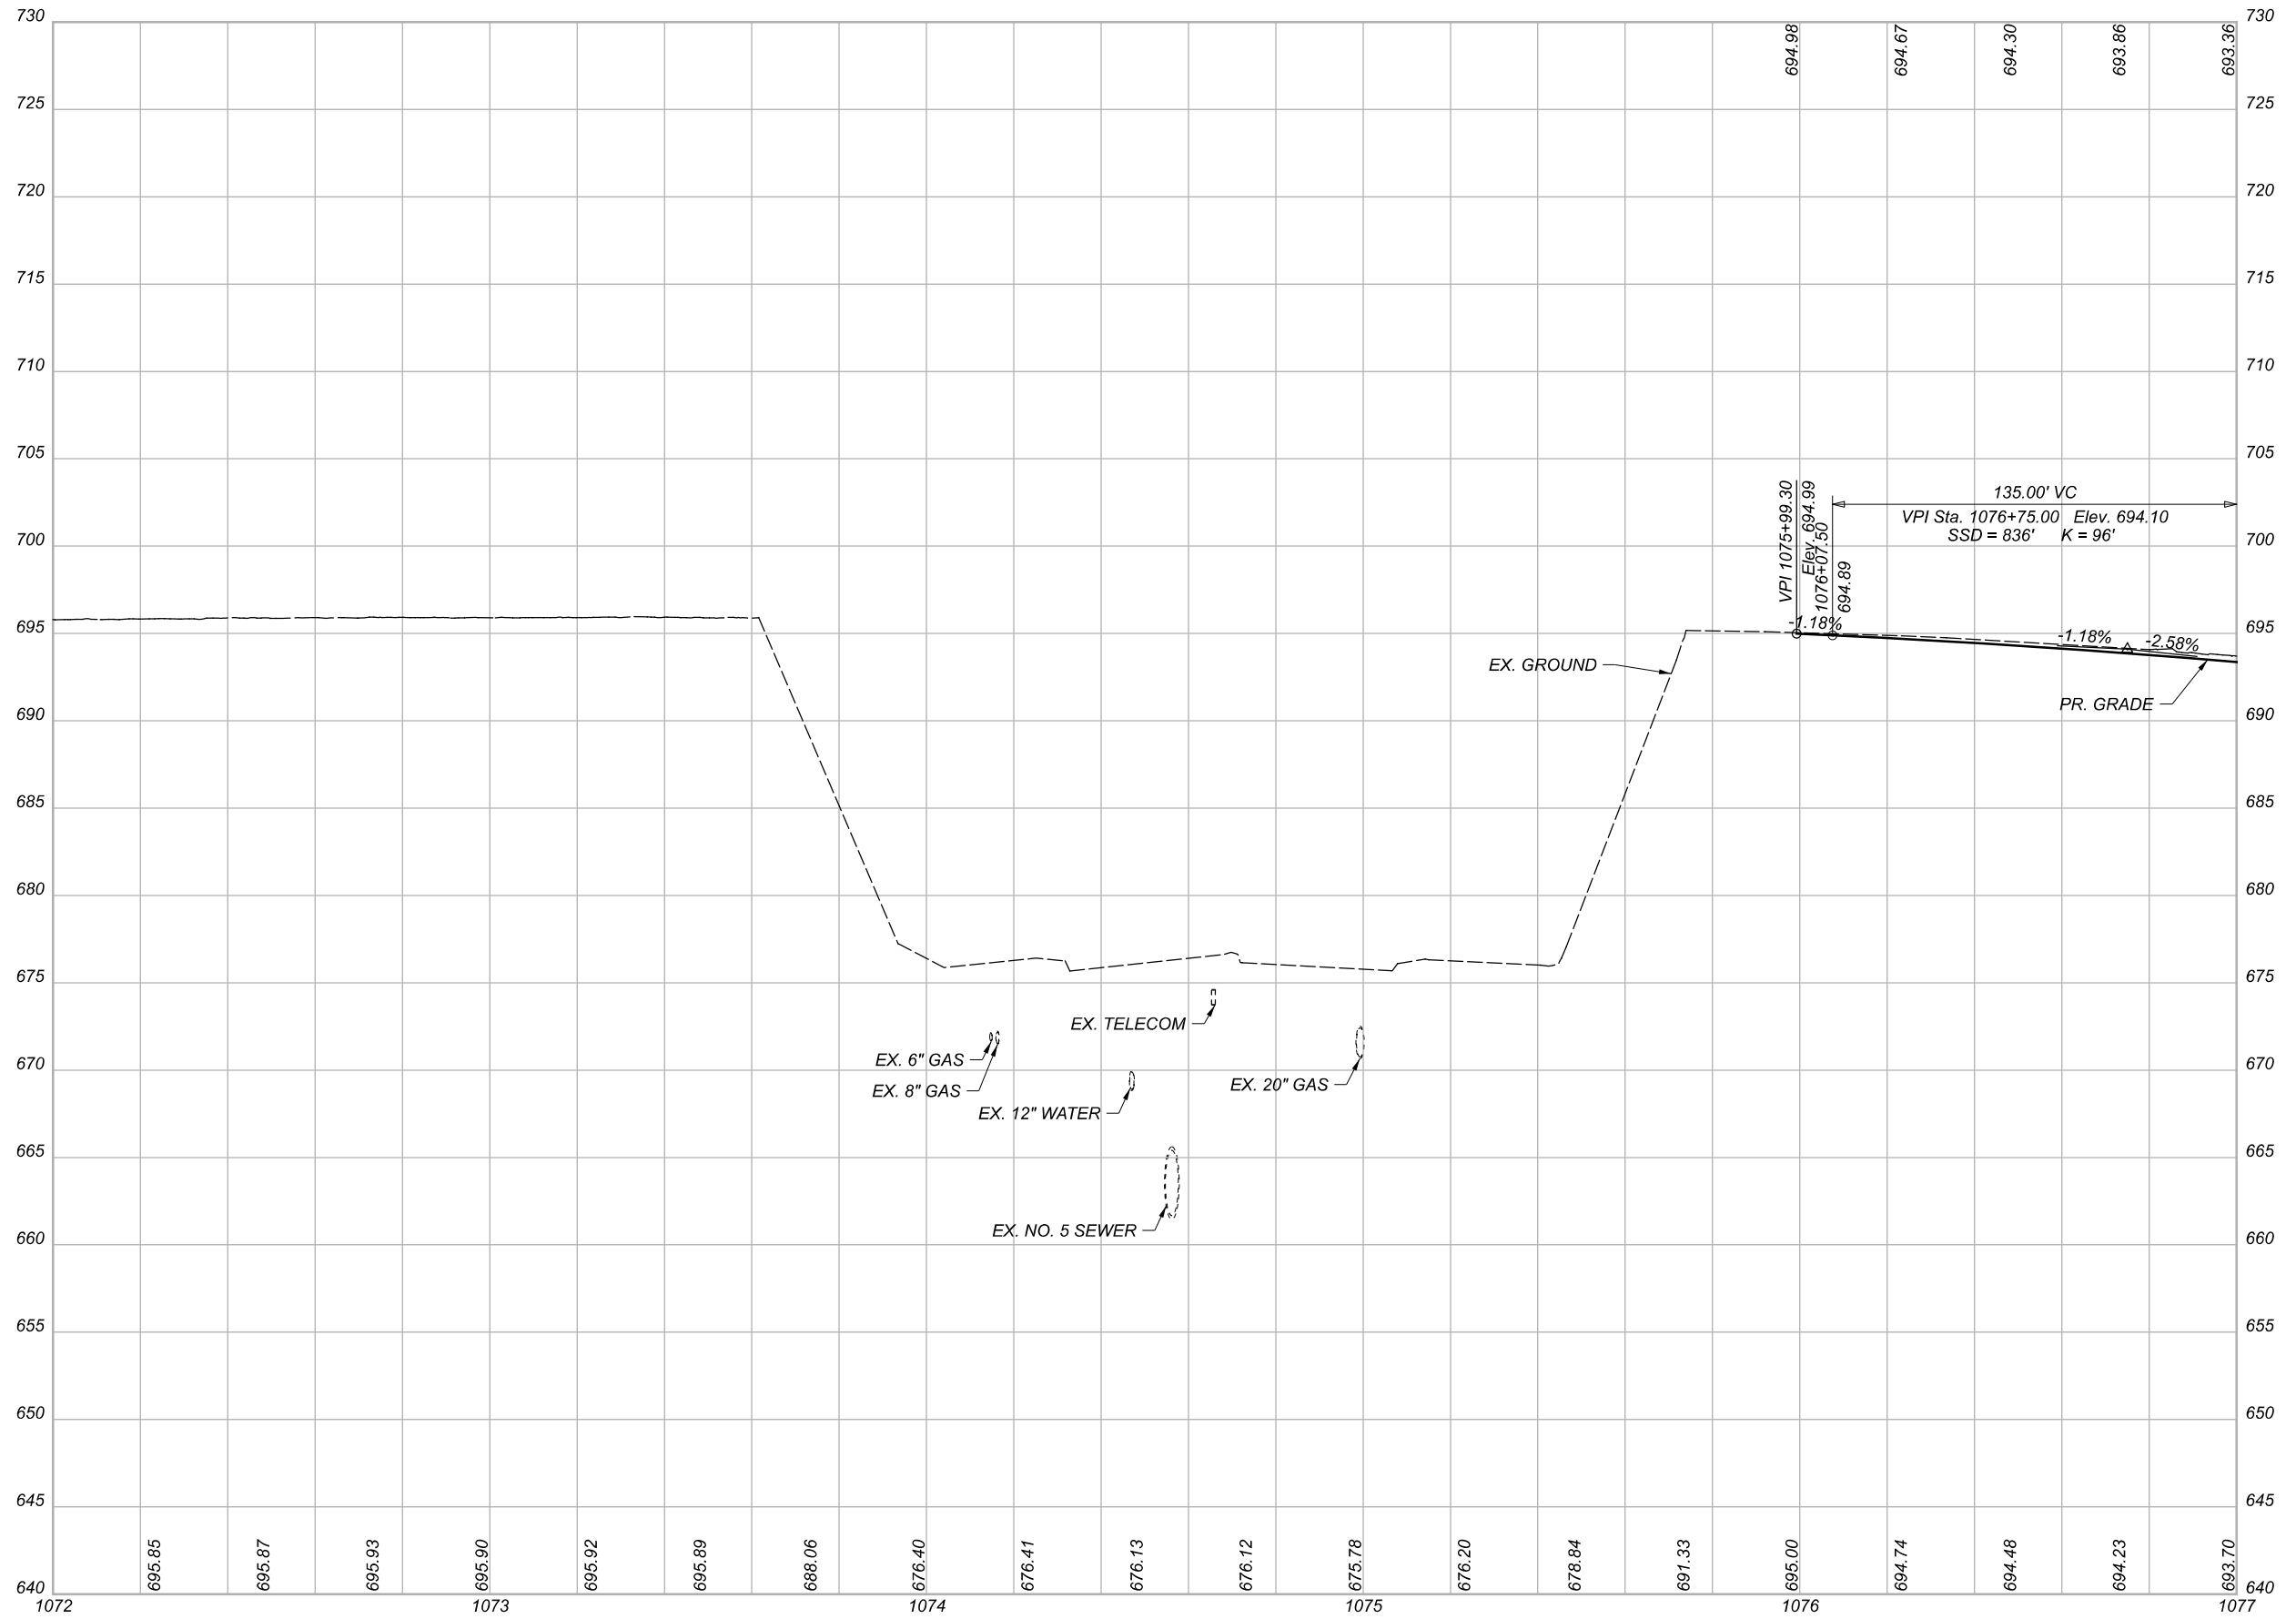 730 730
694.98 694.67 694.30 693.86 693.36
725 725
720 720
715 715
710 710
705 705
VPI 1075+99.30
Elev. 694.99
1076+07.50
694.89
135.00' VC
VPI Sta. 1076+75.00 Elev. 694.10
SSD = 836' K = 96'
700 700
695 695
-1.18%
-1.18%
-2.58%
EX. GROUND
PR. GRADE
690 690
685 685
680 680
675 675
EX. TELECOM
EX. 6" GAS
670 670
EX. 8" GAS
EX. 20" GAS
EX. 12" WATER
665 665
EX. NO. 5 SEWER
660 660
655 655
650 650
645 645
695.85 695.87 695.93 695.90 695.92 695.89 688.06 676.40 676.41 676.13 676.12 675.78 676.20 678.84 691.33 695.00 694.74 694.48 694.23 693.70
640 640
1072 1073 1074 1075 1076 1077